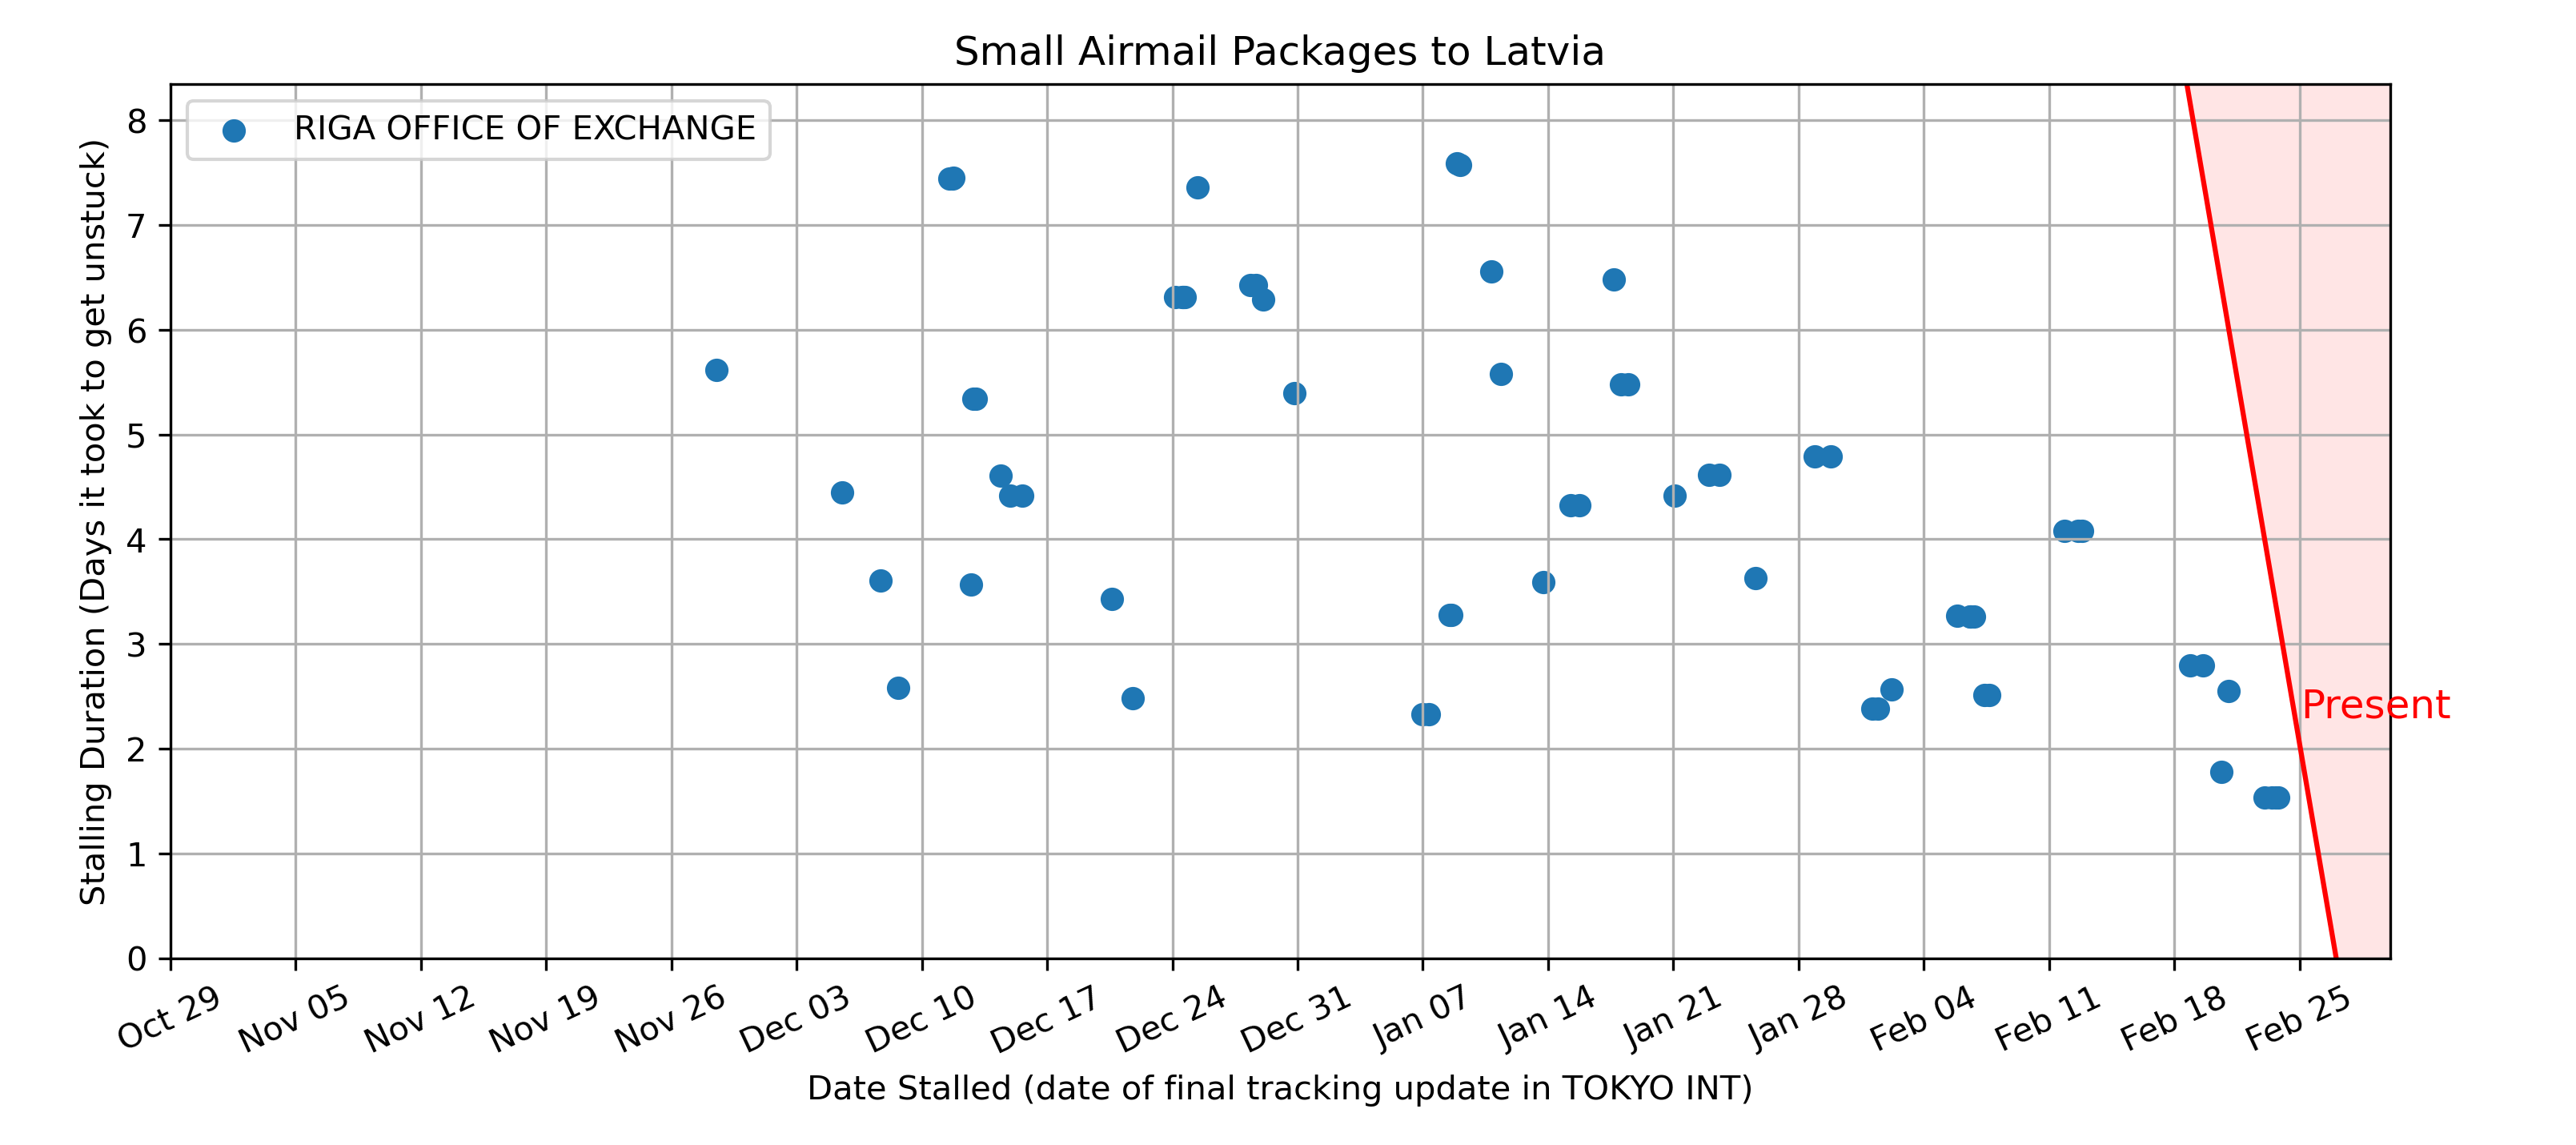 Small Airmail Packages to Latvia
RIGA OFFICE OF EXCHANGE
Stalling Duration (Days it took to get unstuck)
8
7
6
5
4
3
2
1
0
Present
Oct 29 Nov 05 Nov 12 Nov 19 Nov 26 Dec 03 Dec 10 Dec 17 Dec 24 Dec 31 Jan 07 Jan 14 Jan 21 Jan 28 Feb 04 Feb 11 Feb 18 Feb 25
Date Stalled (date of final tracking update in TOKYO INT)